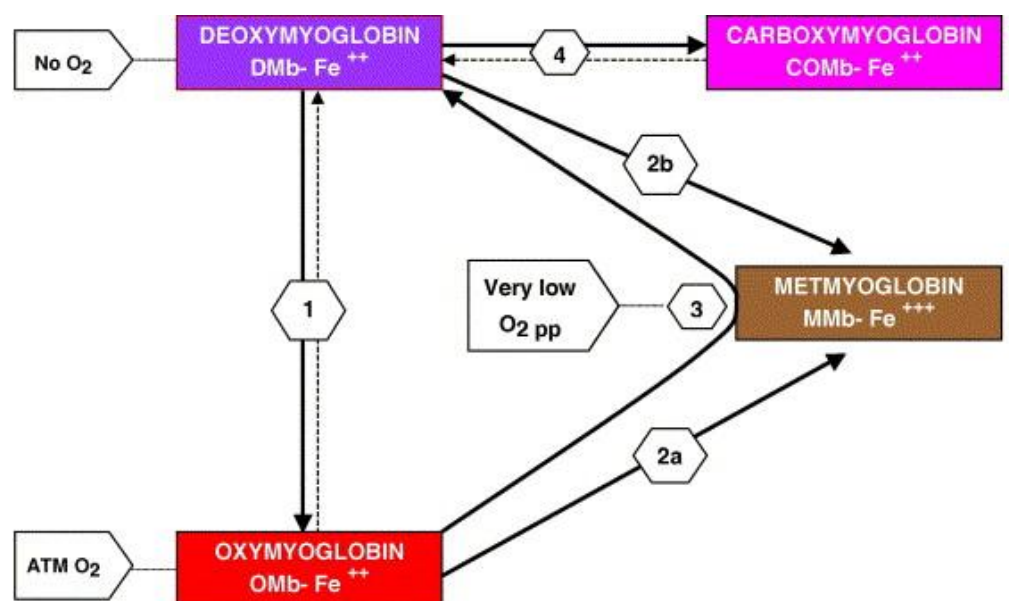 No O2
DEOXYMYOGLOBIN
DMb- Fe ++
4
CARBOXYMYOGLOBIN
COMb- Fe ++
2b
1
Very low
O2 pp
3
METMYOGLOBIN
MMb- Fe +++
2a
ATM O2
OXYMYOGLOBIN
OMb- Fe ++